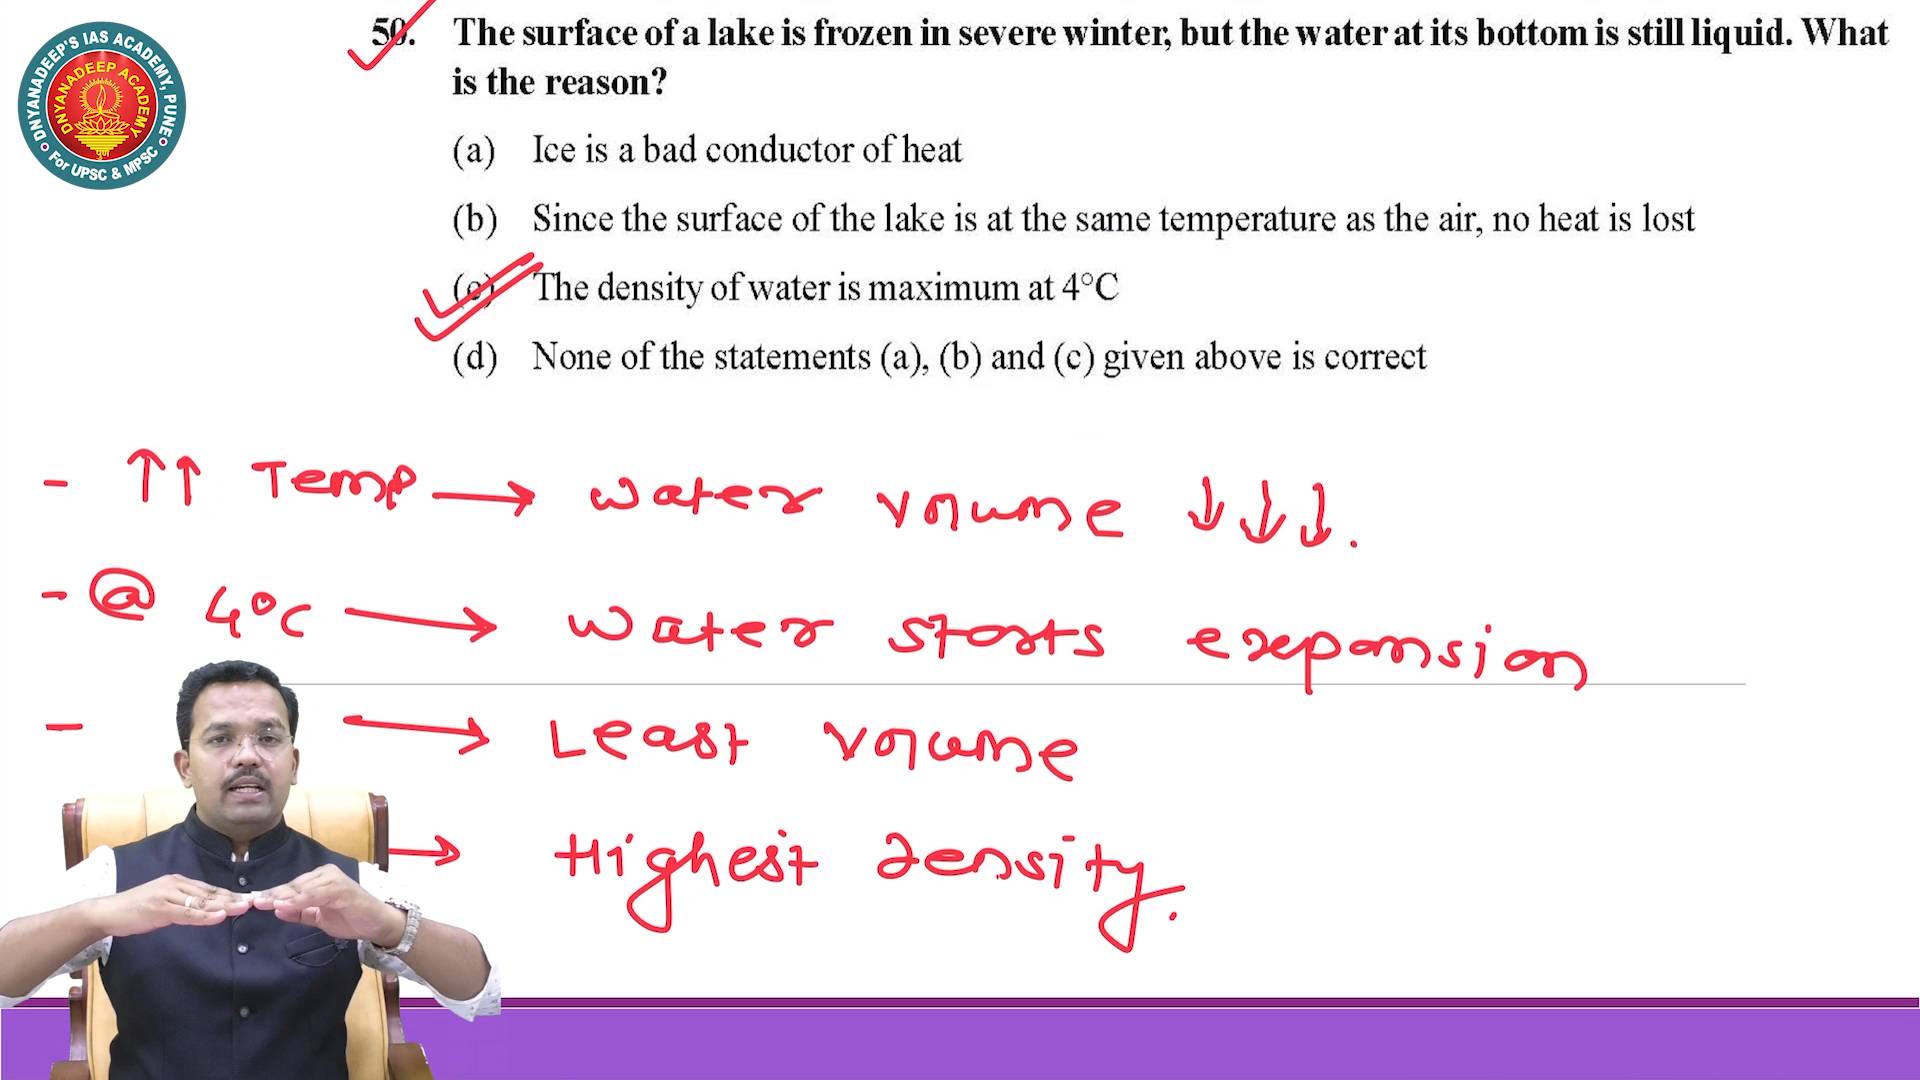 DNYANADEEP'S IAS ACADEMY, PUNE
DNYANADEEP ACADEMY
पुणे
For UPSC & MPSC
50. The surface of a lake is frozen in severe winter, but the water at its bottom is still liquid. What
is the reason?
(a) Ice is a bad conductor of heat
(b) Since the surface of the lake is at the same temperature as the air, no heat is lost
(c) The density of water is maximum at 4°C
(d) None of the statements (a), (b) and (c) given above is correct
- ↑↑ Temp → water volume ↓↓↓.
- @ 4°C → water starts expansion
- → Least volume
→ Highest density.